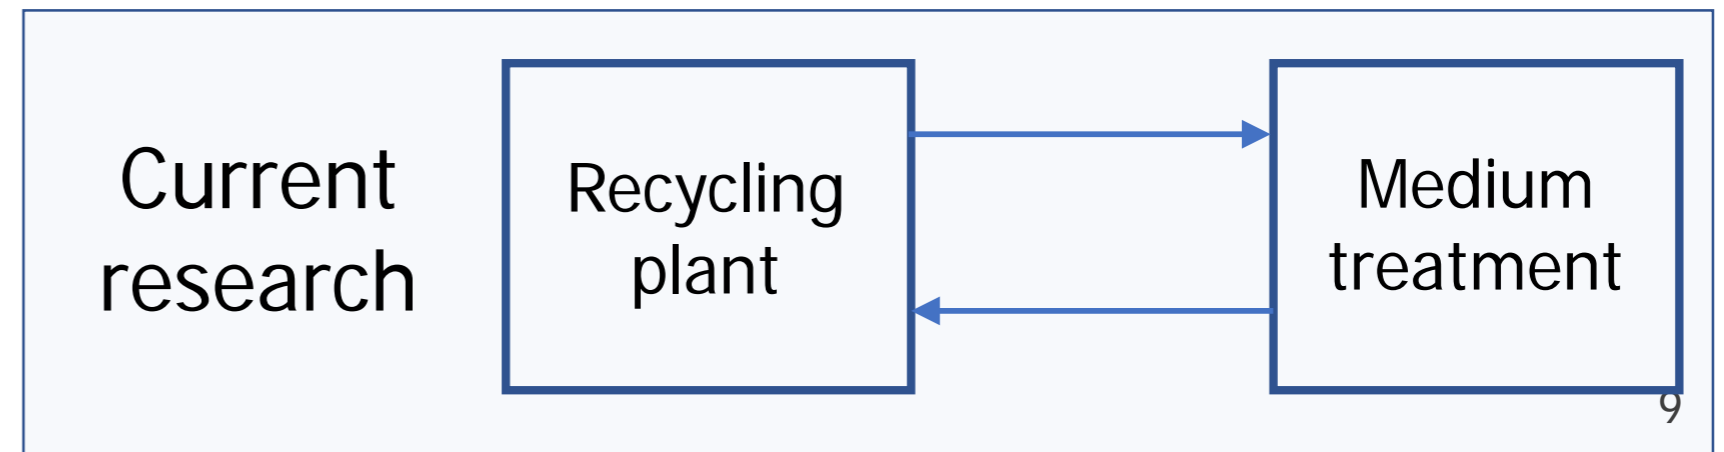 Current
research
Recycling
plant
Medium
treatment
9